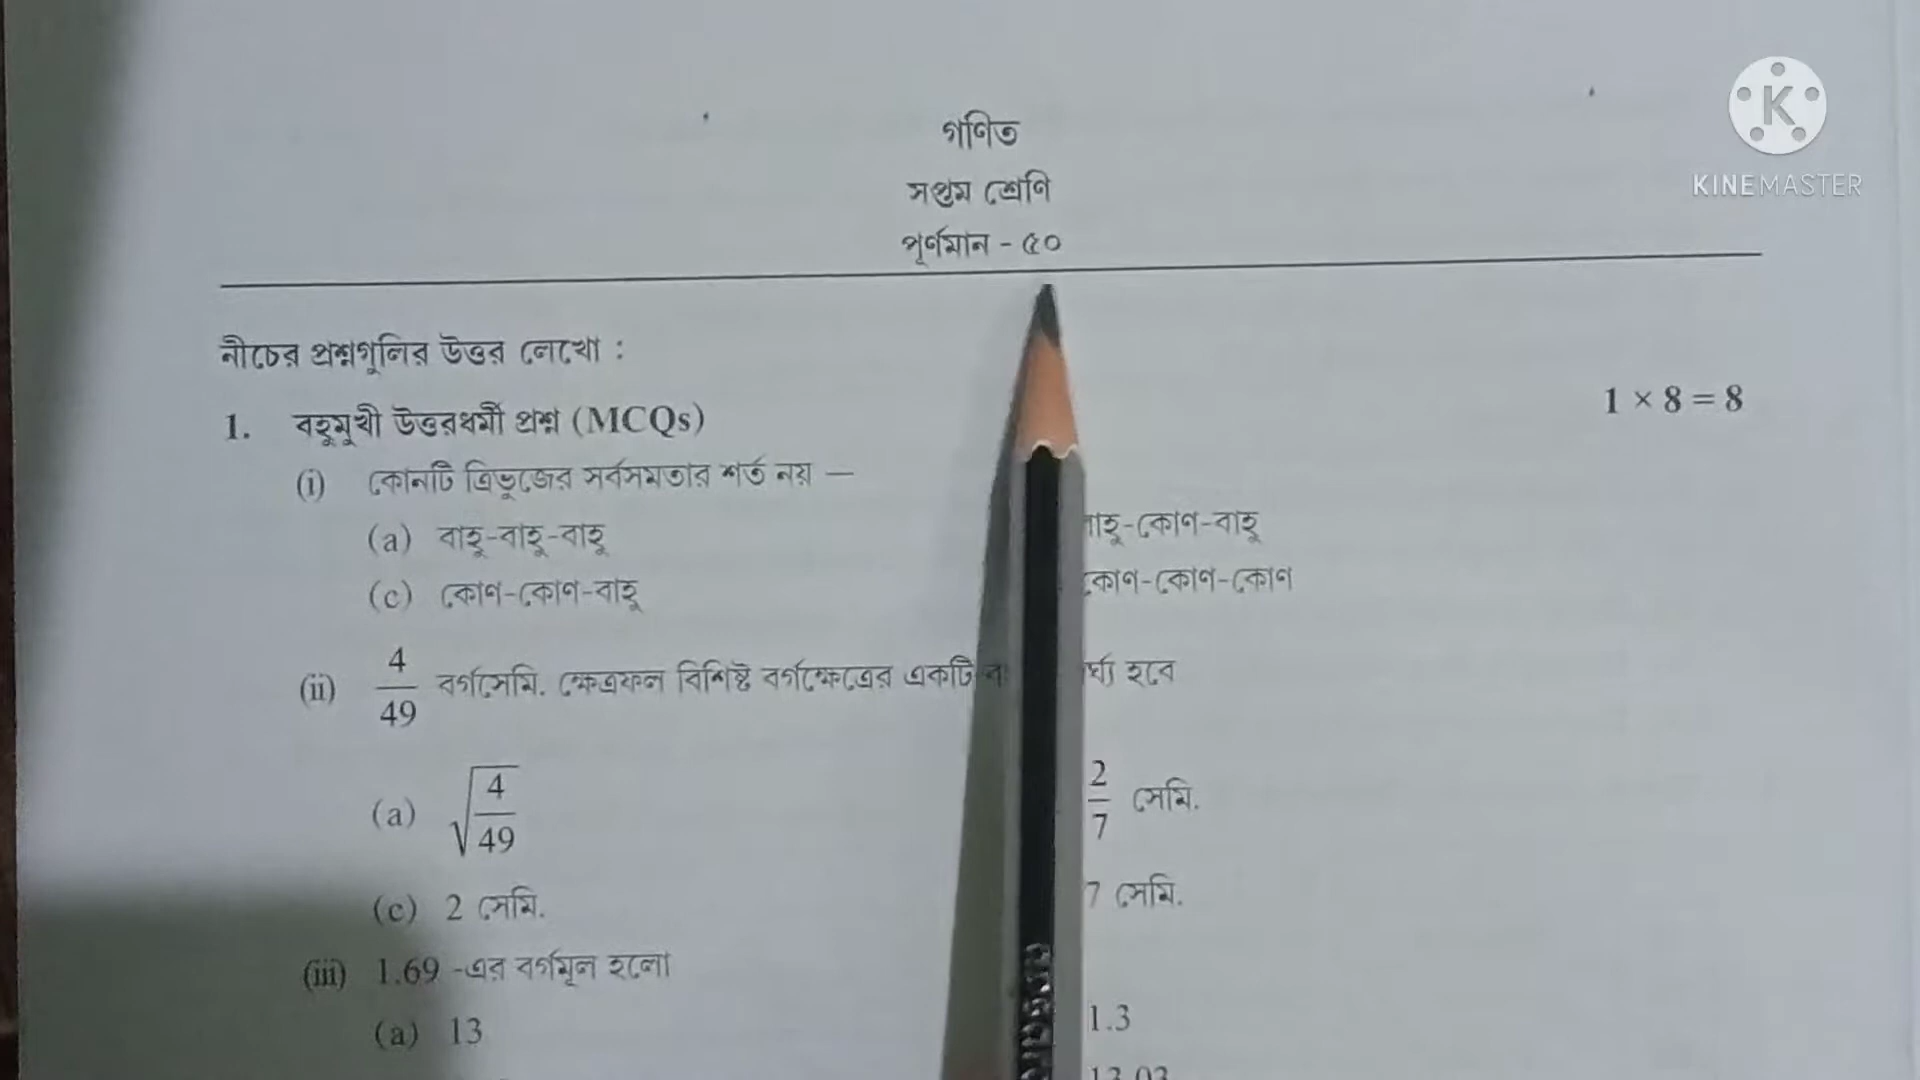 গণিত
সপ্তম শ্রেণি
পূর্ণমান - ৫০
নীচের প্রশ্নগুলির উত্তর লেখো :
1. বহুমুখী উত্তরধর্মী প্রশ্ন (MCQs) 1 × 8 = 8
(i) কোনটি ত্রিভুজের সর্বসমতার শর্ত নয় —
(a) বাহু-বাহু-বাহু াহু-কোণ-বাহু
(c) কোণ-কোণ-বাহু কোণ-কোণ-কোণ
(ii) 4/49 বর্গসেমি. ক্ষেত্রফল বিশিষ্ট বর্গক্ষেত্রের একটি র্ঘ্য হবে
(a) √4/49 2/7 সেমি.
(c) 2 সেমি. 7 সেমি.
(iii) 1.69 -এর বর্গমূল হলো
(a) 13 1.3
13.03
K
KINEMASTER